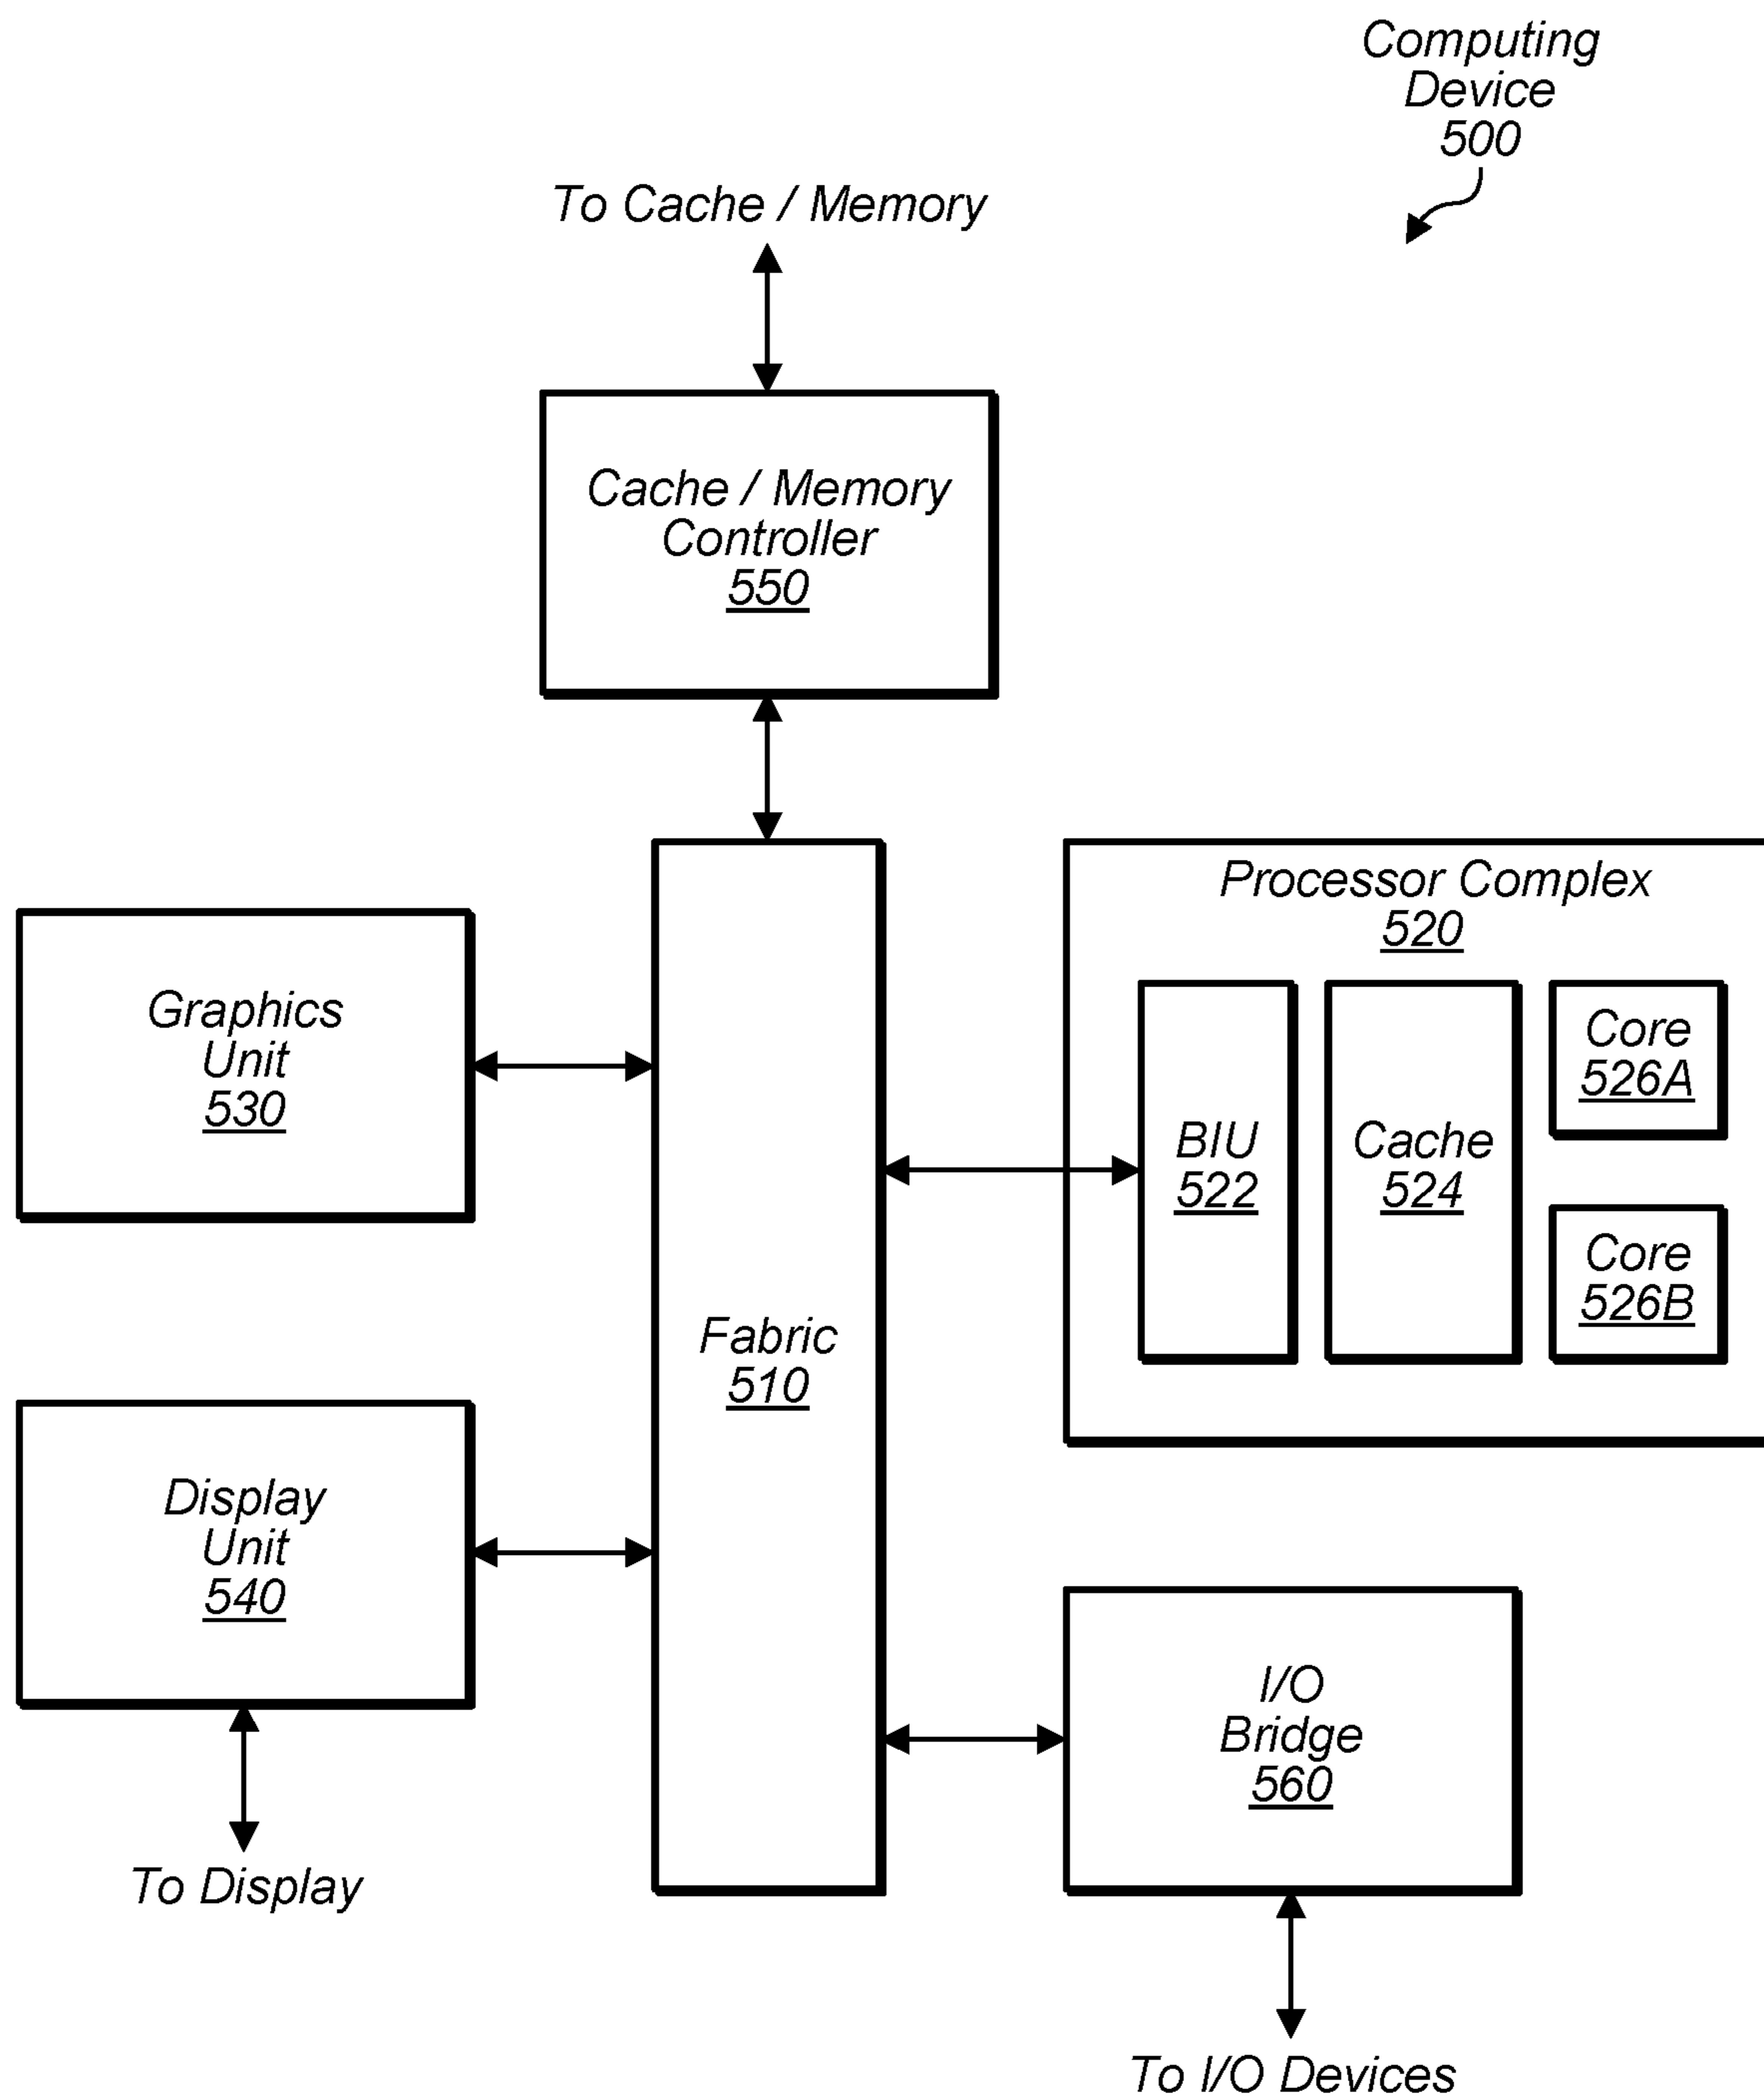 Computing
Device
500
To Cache / Memory
Cache / Memory
Controller
550
Processor Complex
520
Graphics
Unit
530
BIU
522
Cache
524
Core
526A
Core
526B
Fabric
510
Display
Unit
540
I/O
Bridge
560
To Display
To I/O Devices